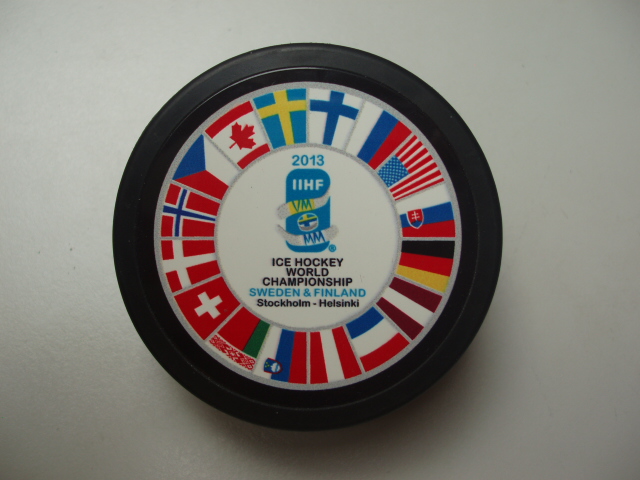 2013
IIHF
VM
MM
®
ICE HOCKEY
WORLD
CHAMPIONSHIP
SWEDEN & FINLAND
Stockholm - Helsinki